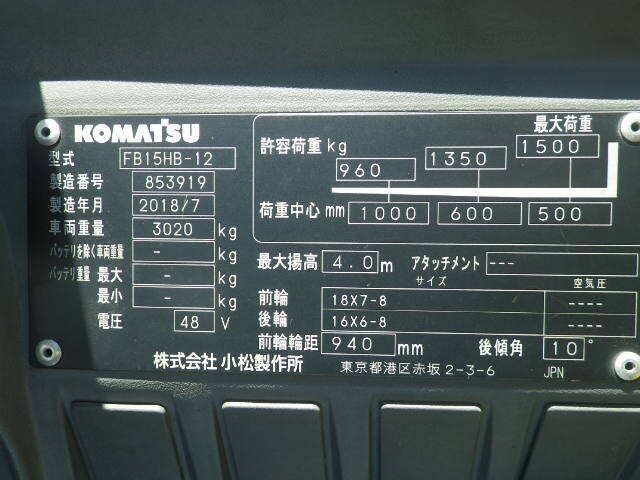 KOMATSU
型式 FB15HB-12
製造番号 853919
製造年月 2018/7
車両重量 3020 kg
バッテリを除く車両重量 - kg
バッテリ重量 最大 - kg
最小 - kg
電圧 48 V
最大荷重
許容荷重 kg 960 1350 1500
荷重中心 mm 1000 600 500
最大揚高 4.0 m アタッチメント ---
サイズ 空気圧
前輪 18X7-8 ----
後輪 16X6-8 ----
前輪輪距 940 mm 後傾角 10°
株式会社 小松製作所 東京都港区赤坂2-3-6 JPN